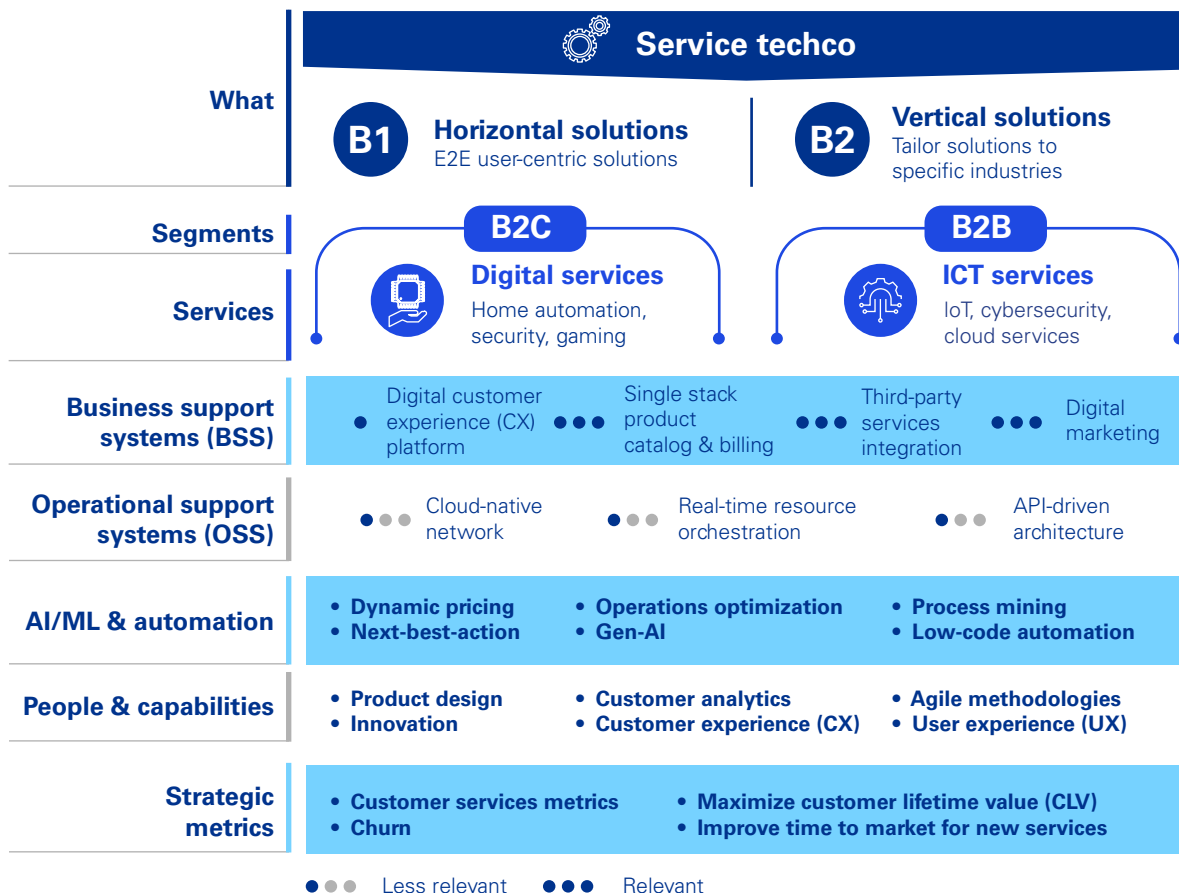 Service techco
What
B1
Horizontal solutions
E2E user-centric solutions
B2
Vertical solutions
Tailor solutions to
specific industries
Segments
B2C
B2B
Services
Digital services
Home automation,
security, gaming
ICT services
IoT, cybersecurity,
cloud services
Business support
systems (BSS)
Digital customer
experience (CX)
platform
Single stack
product
catalog & billing
Third-party
services
integration
Digital
marketing
Operational support
systems (OSS)
Cloud-native
network
Real-time resource
orchestration
API-driven
architecture
AI/ML & automation
• Dynamic pricing
• Next-best-action
• Operations optimization
• Gen-AI
• Process mining
• Low-code automation
People & capabilities
• Product design
• Innovation
• Customer analytics
• Customer experience (CX)
• Agile methodologies
• User experience (UX)
Strategic
metrics
• Customer services metrics
• Churn
• Maximize customer lifetime value (CLV)
• Improve time to market for new services
Less relevant
Relevant